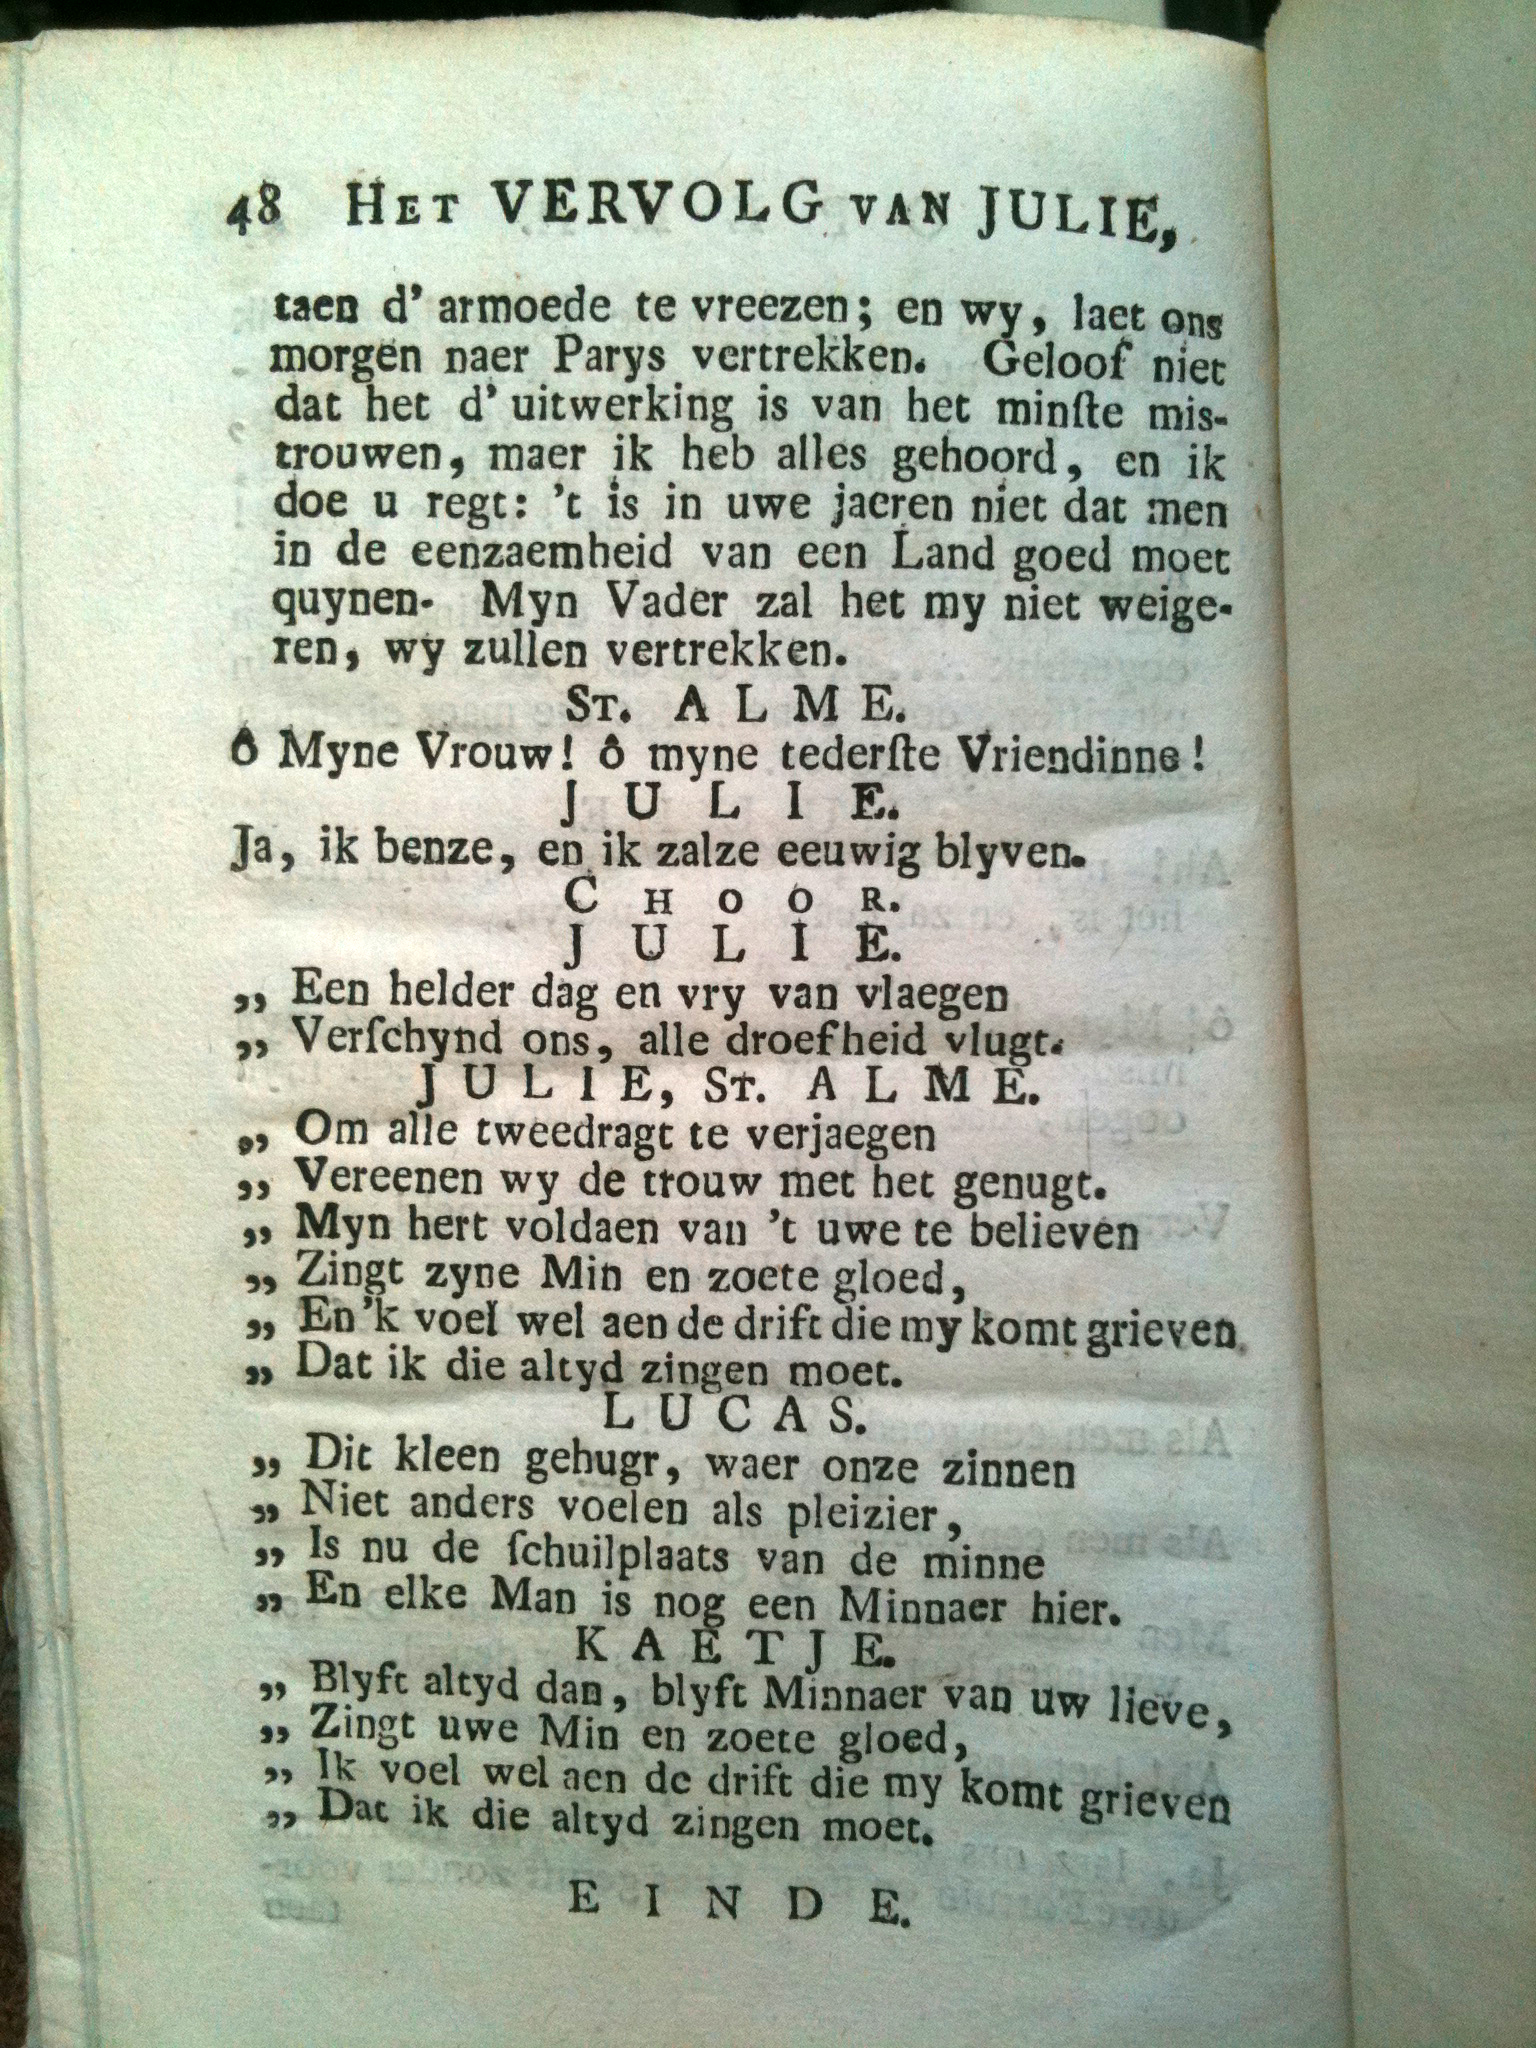 48 HET VERVOLG VAN JULIE,
taen d' armoede te vreezen; en wy, laet ons
morgen naer Parys vertrekken. Geloof niet
dat het d' uitwerking is van het minſte mis-
trouwen, maer ik heb alles gehoord, en ik
doe u regt: 't is in uwe jaeren niet dat men
in de eenzaemheid van een Land goed moet
quynen. Myn Vader zal het my niet weige-
ren, wy zullen vertrekken.
ST. ALME.
ô Myne Vrouw! ô myne tederſte Vriendinne!
JULIE.
Ja, ik benze, en ik zalze eeuwig blyven.
CHOOR.
JULIE.
„ Een helder dag en vry van vlaegen
„ Verſchynd ons, alle droefheid vlugt.
JULIE, ST. ALME.
„ Om alle tweedragt te verjaegen
„ Vereenen wy de trouw met het genugt.
„ Myn hert voldaen van 't uwe te believen
„ Zingt zyne Min en zoete gloed,
„ En 'k voel wel aen de drift die my komt grieven
„ Dat ik die altyd zingen moet.
LUCAS.
„ Dit kleen gehugr, waer onze zinnen
„ Niet anders voelen als pleizier,
„ Is nu de ſchuilplaats van de minne
„ En elke Man is nog een Minnaer hier.
KAETJE.
„ Blyft altyd dan, blyft Minnaer van uw lieve,
„ Zingt uwe Min en zoete gloed,
„ Ik voel wel aen de drift die my komt grieven
„ Dat ik die altyd zingen moet.
EINDE.